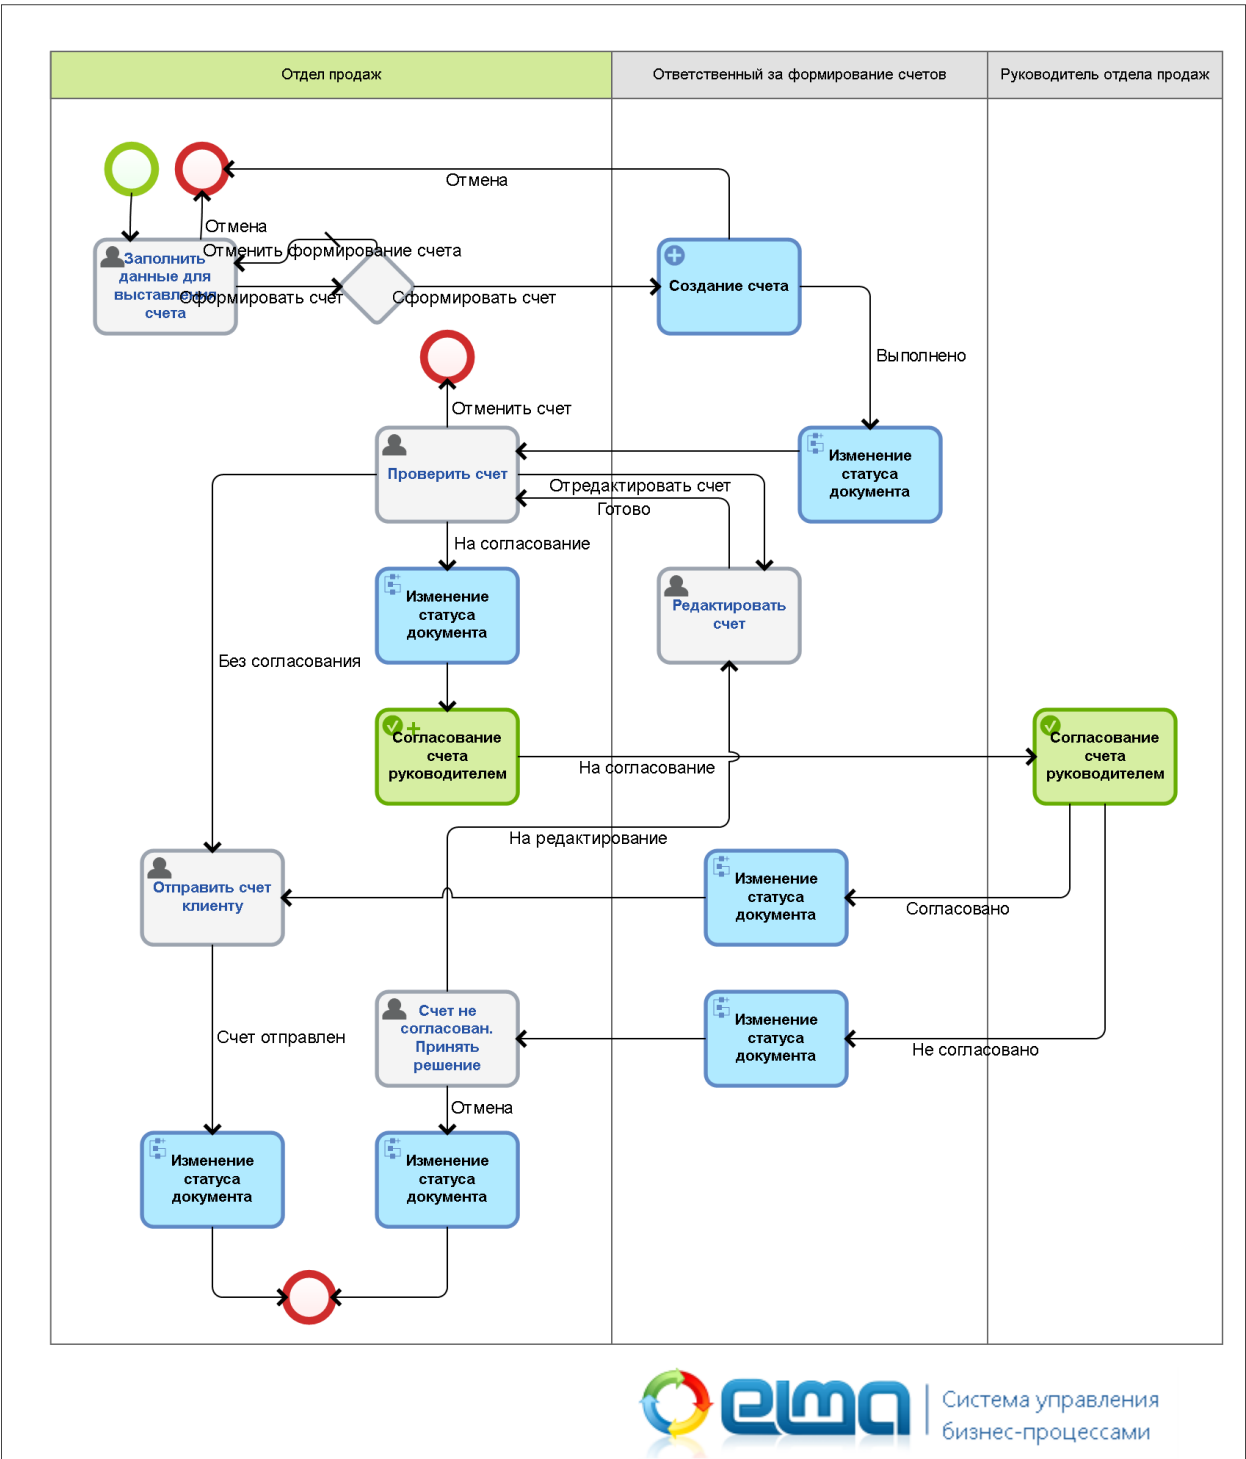 Отдел продаж
Ответственный за формирование счетов
Руководитель отдела продаж
Отмена
Отмена
Отменить формирование счета
Заполнить
данные для
выставления
счета
Сформировать счет
Сформировать счет
Создание счета
Выполнено
Отменить счет
Проверить счет
Изменение
статуса
документа
Отредактировать счет
Готово
На согласование
Изменение
статуса
документа
Редактировать
счет
Без согласования
Согласование
счета
руководителем
На согласование
Согласование
счета
руководителем
На редактирование
Отправить счет
клиенту
Изменение
статуса
документа
Согласовано
Счет не
согласован.
Принять
решение
Изменение
статуса
документа
Не согласовано
Счет отправлен
Отмена
Изменение
статуса
документа
Изменение
статуса
документа
elma
Система управления
бизнес-процессами